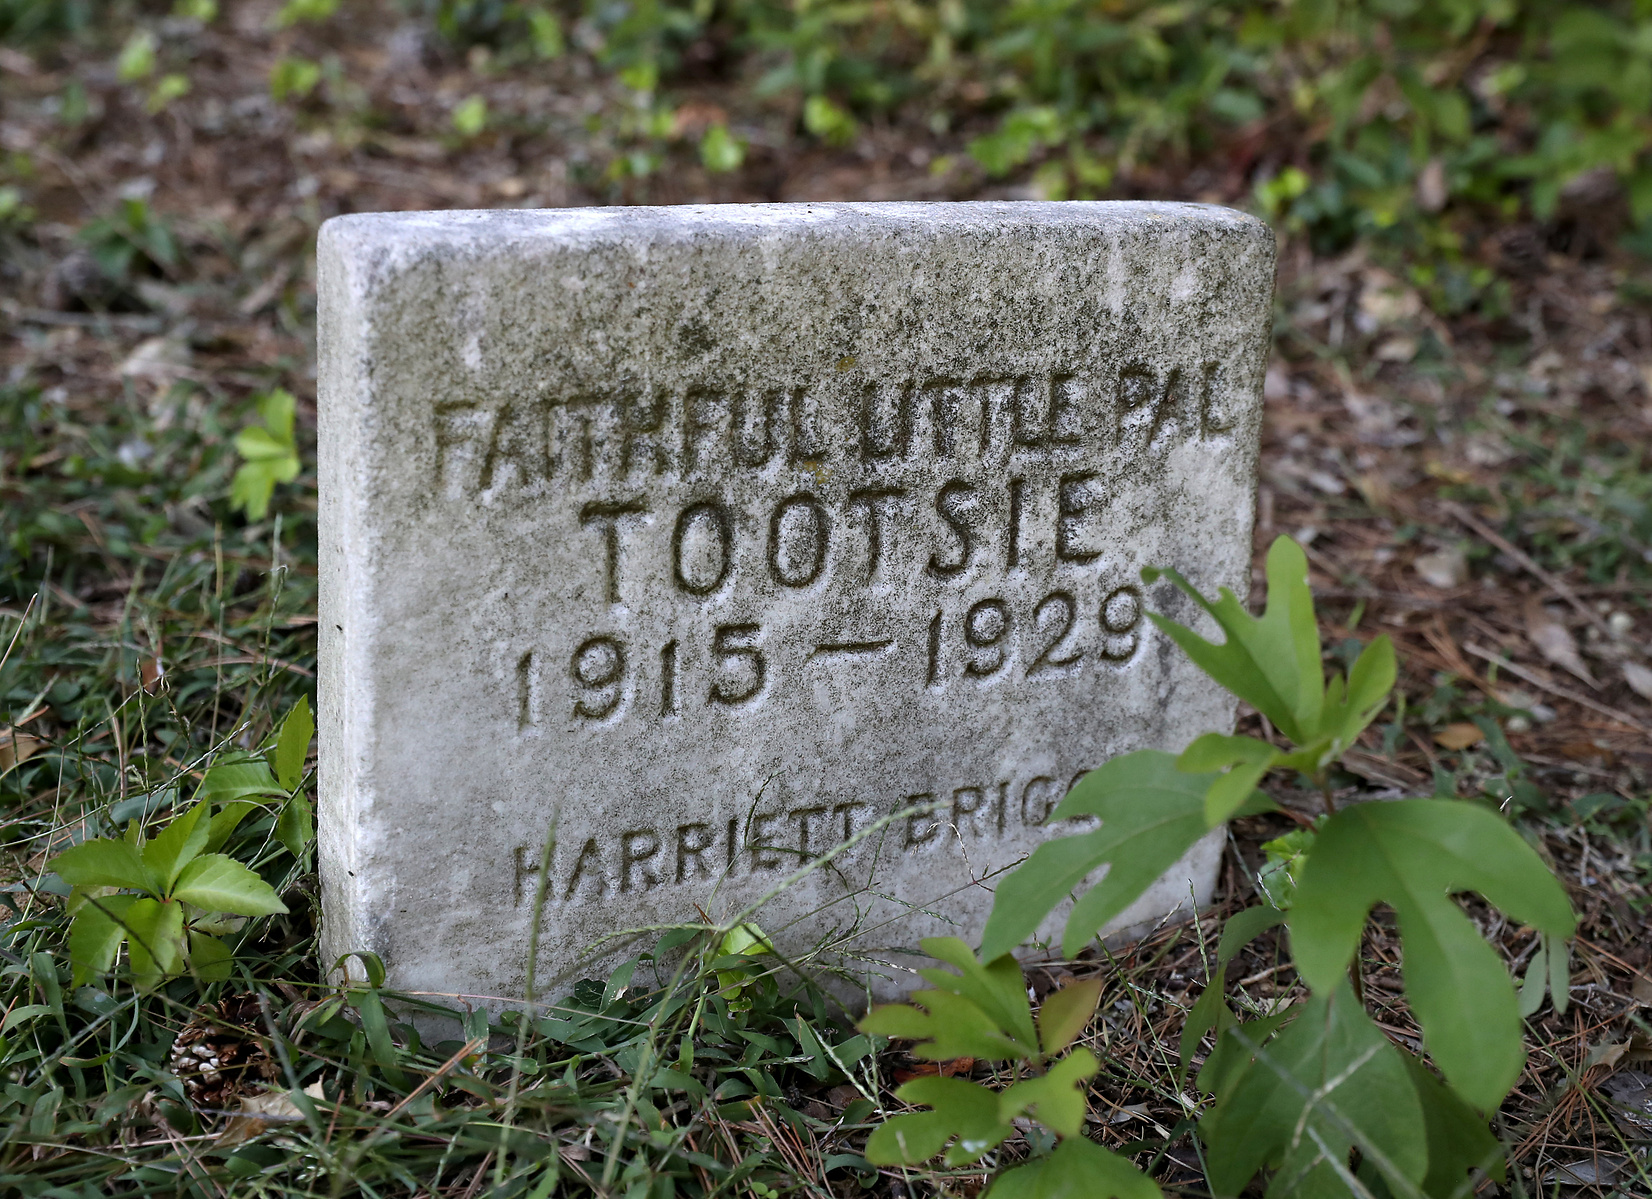 FAITHFUL LITTLE PAL
TOOTSIE
1915 — 1929
HARRIETT